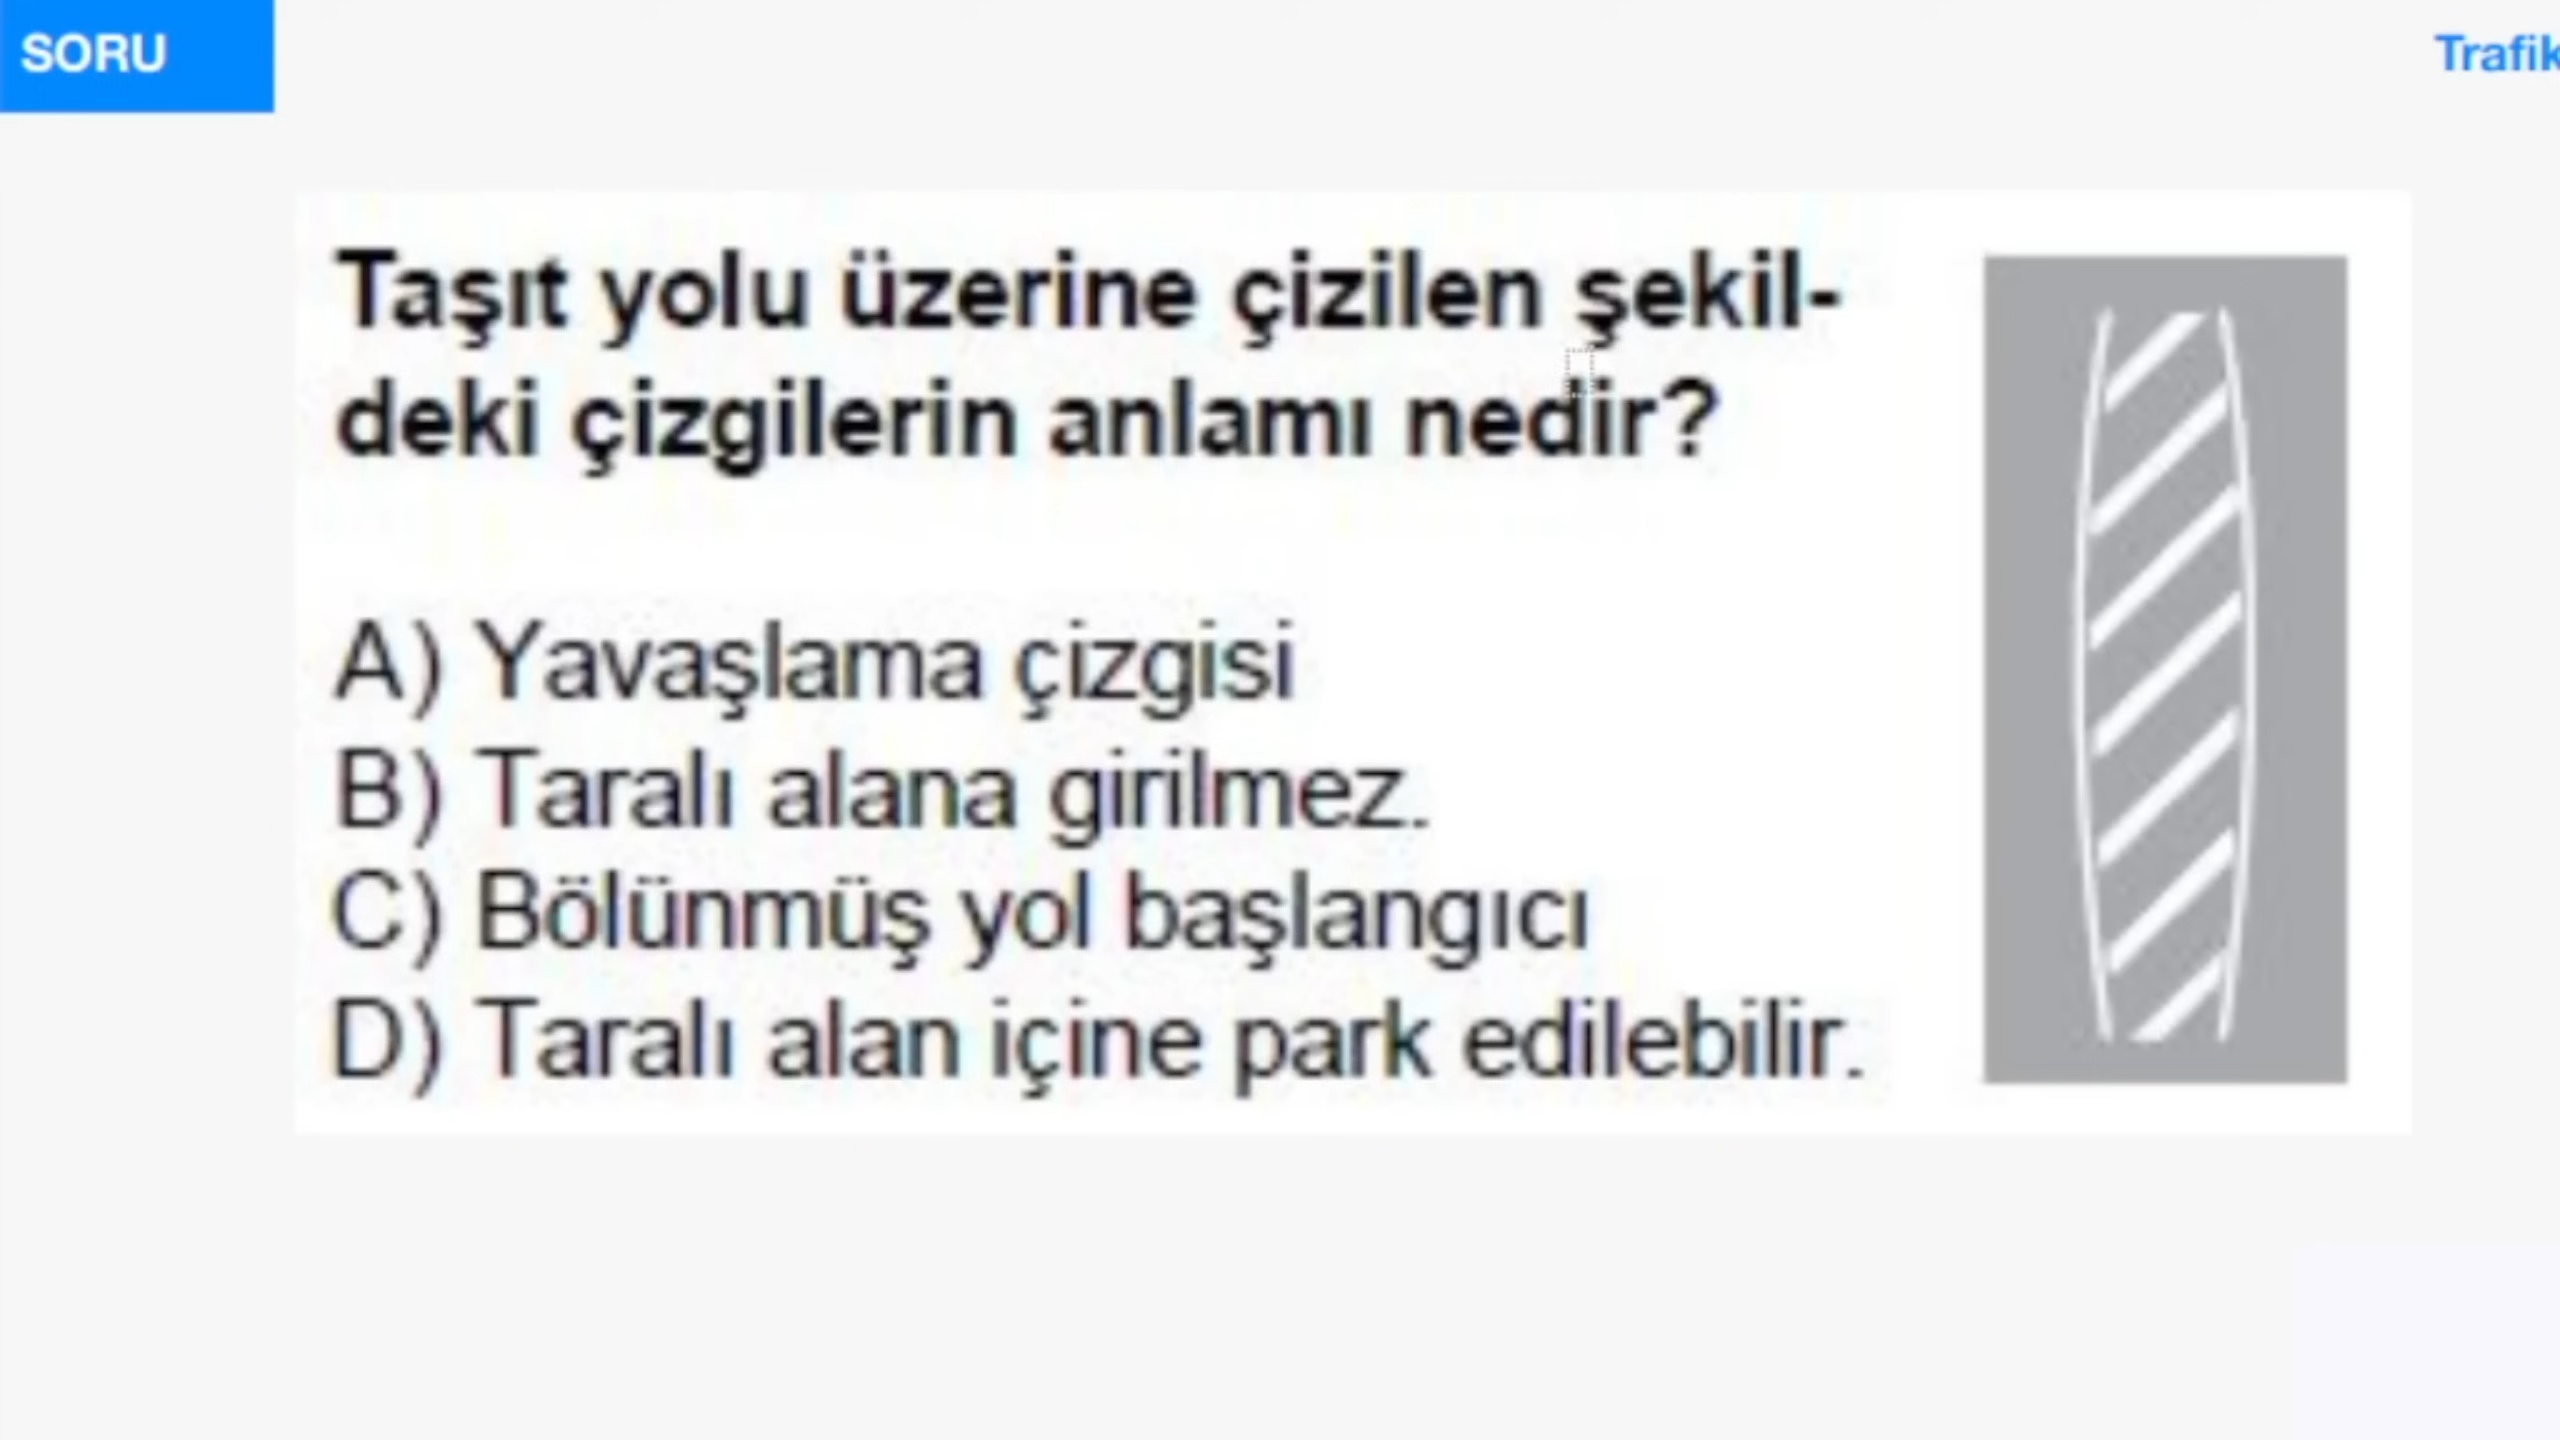 SORU
Trafik
Taşıt yolu üzerine çizilen şekil-
deki çizgilerin anlamı nedir?
A) Yavaşlama çizgisi
B) Taralı alana girilmez.
C) Bölünmüş yol başlangıcı
D) Taralı alan içine park edilebilir.